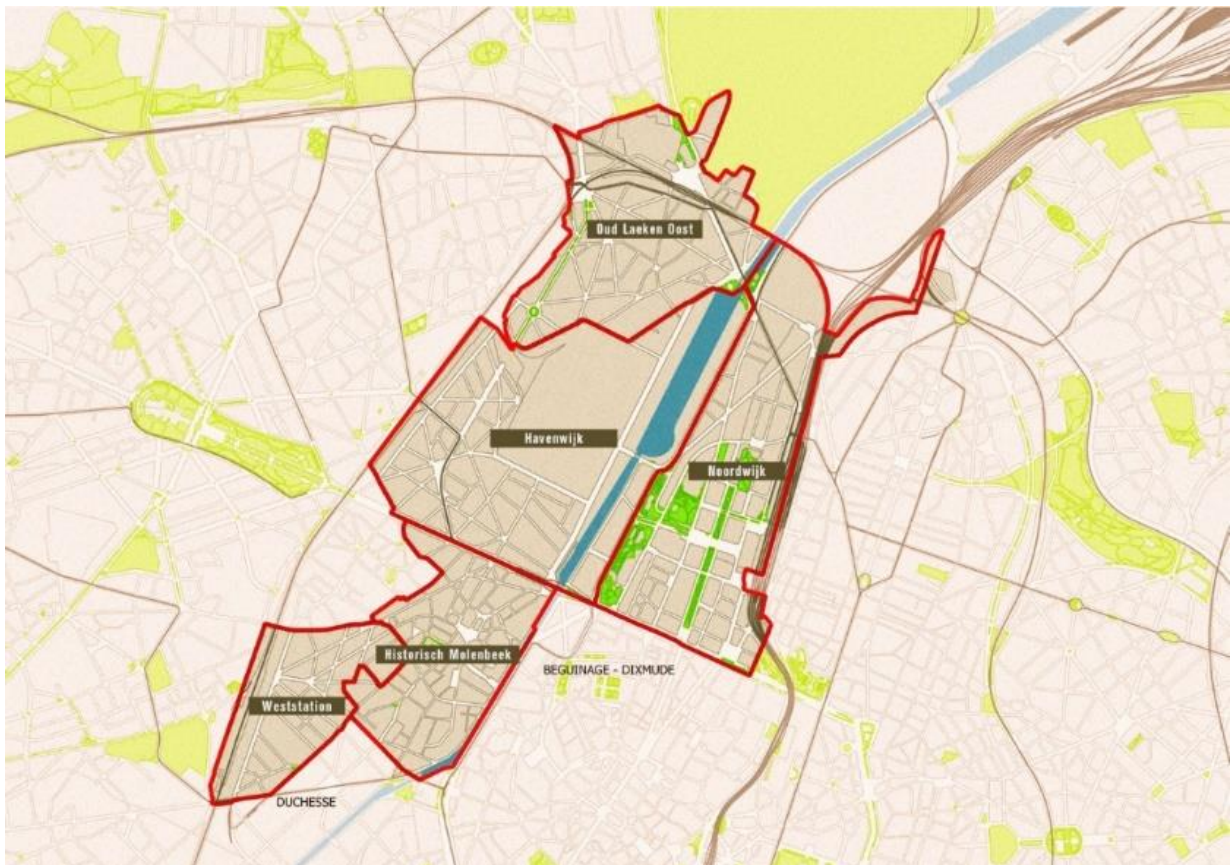 Oud Laeken Oost
Havenwijk
Noordwijk
Historisch Molenbeek
BEGUINAGE - DIXMUDE
Weststation
DUCHESSE